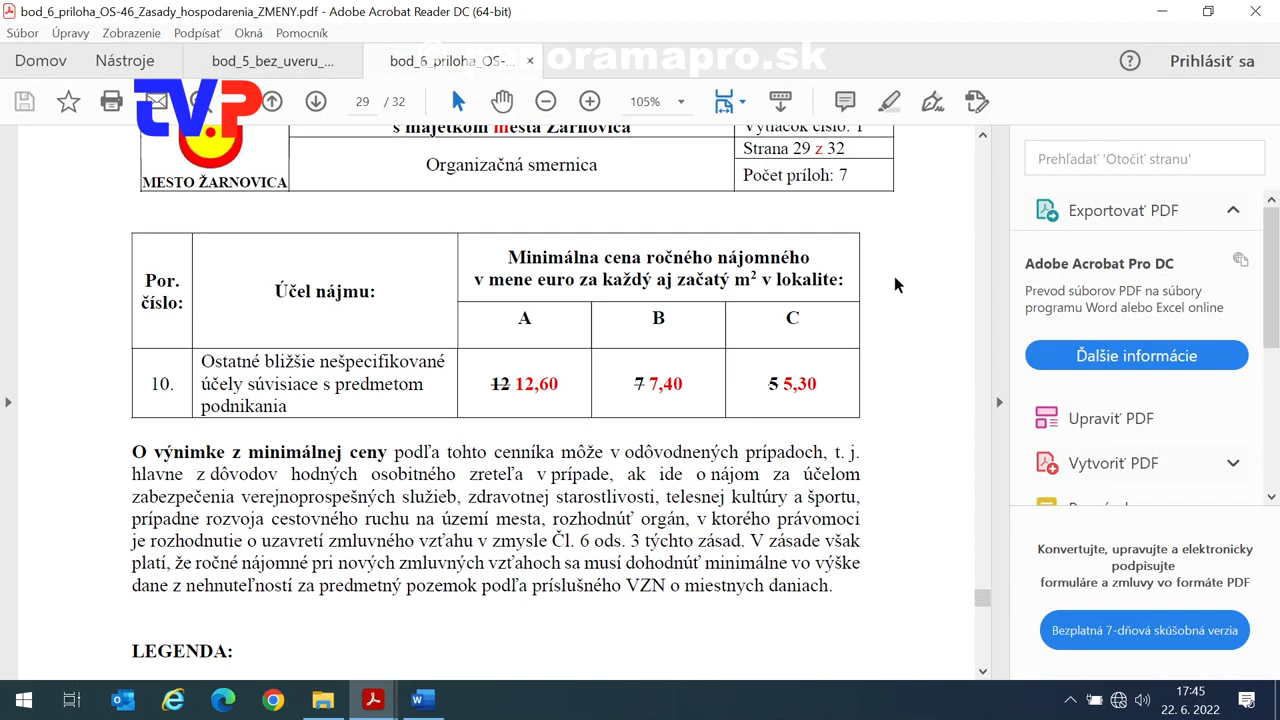 bod_6_priloha_OS-46_Zasady_hospodarenia_ZMENY.pdf - Adobe Acrobat Reader DC (64-bit)
Súbor Úpravy Zobrazenie Podpísať Okná Pomocník
© panoramapro.sk
Domov Nástroje bod_5_bez_uveru_... bod_6_priloha_OS-... × Prihlásiť sa
29 / 32 105%
TVP
s majetkom mesta Žarnovica
Výtlačok číslo: 1
Strana 29 z 32
Organizačná smernica
Počet príloh: 7
MESTO ŽARNOVICA
Por. číslo:
Účel nájmu:
Minimálna cena ročného nájomného
v mene euro za každý aj začatý m² v lokalite:
A B C
10.
Ostatné bližšie nešpecifikované
účely súvisiace s predmetom
podnikania
12 12,60 7 7,40 5 5,30
O výnimke z minimálnej ceny podľa tohto cenníka môže v odôvodnených prípadoch, t. j.
hlavne z dôvodov hodných osobitného zreteľa v prípade, ak ide o nájom za účelom
zabezpečenia verejnoprospešných služieb, zdravotnej starostlivosti, telesnej kultúry a športu,
prípadne rozvoja cestovného ruchu na území mesta, rozhodnúť orgán, v ktorého právomoci
je rozhodnutie o uzavretí zmluvného vzťahu v zmysle Čl. 6 ods. 3 týchto zásad. V zásade však
platí, že ročné nájomné pri nových zmluvných vzťahoch sa musí dohodnúť minimálne vo výške
dane z nehnuteľností za predmetný pozemok podľa príslušného VZN o miestnych daniach.
LEGENDA:
Prehľadať 'Otočiť stranu'
Exportovať PDF
Adobe Acrobat Pro DC
Prevod súborov PDF na súbory
programu Word alebo Excel online
Ďalšie informácie
Upraviť PDF
Vytvoriť PDF
Konvertujte, upravujte a elektronicky
podpisujte
formuláre a zmluvy vo formáte PDF
Bezplatná 7-dňová skúšobná verzia
17:45
22. 6. 2022